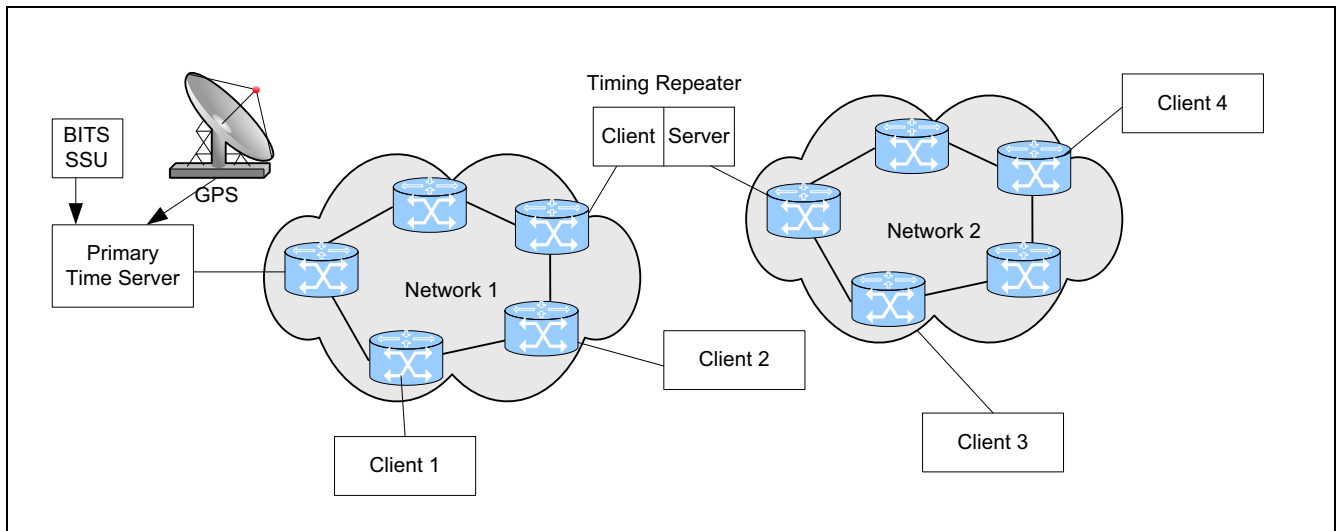 Timing Repeater
Client
Server
Client 4
BITS
SSU
GPS
Primary
Time Server
Network 1
Network 2
Client 2
Client 3
Client 1